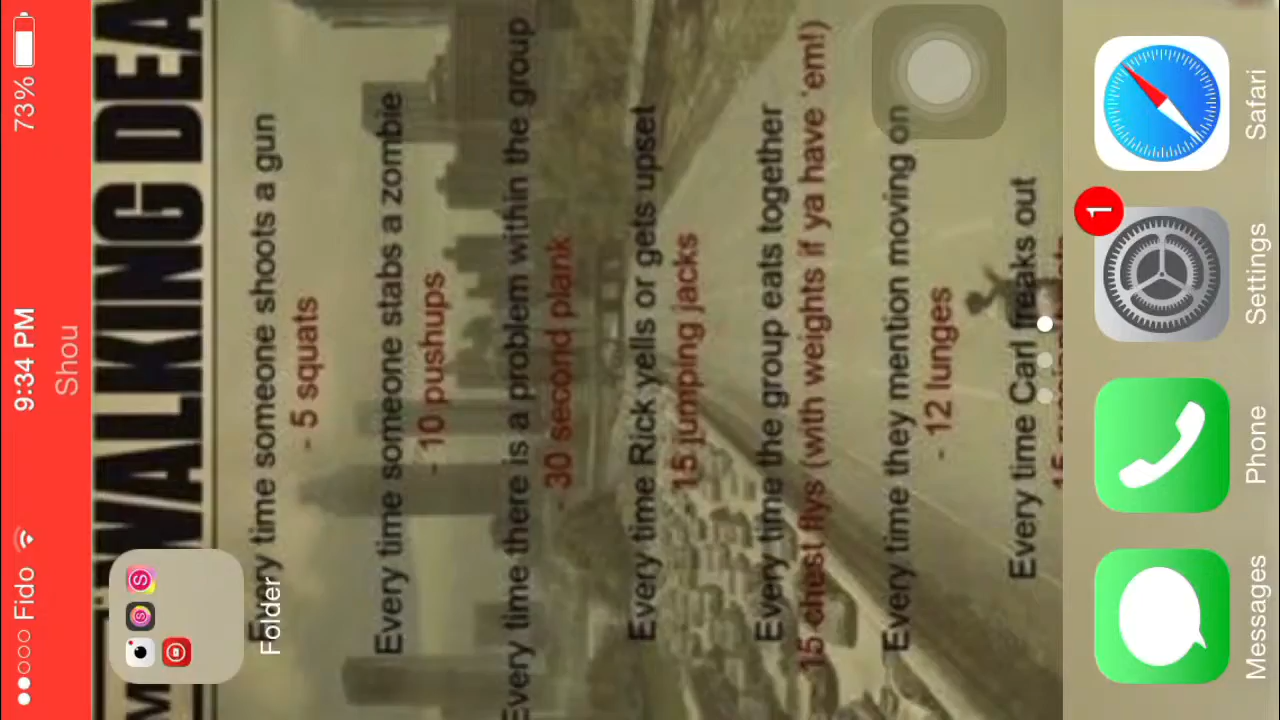 Fido 9:34 PM 73%
Shou
WALKING DEA
Folder
Every time someone shoots a gun
- 5 squats
Every time someone stabs a zombie
- 10 pushups
Every time there is a problem within the group
- 30 second plank
Every time Rick yells or gets upset
- 15 jumping jacks
Every time the group eats together
- 15 chest flys (with weights if ya have 'em!)
Every time they mention moving on
- 12 lunges
Every time Carl freaks out
1
Messages Phone Settings Safari